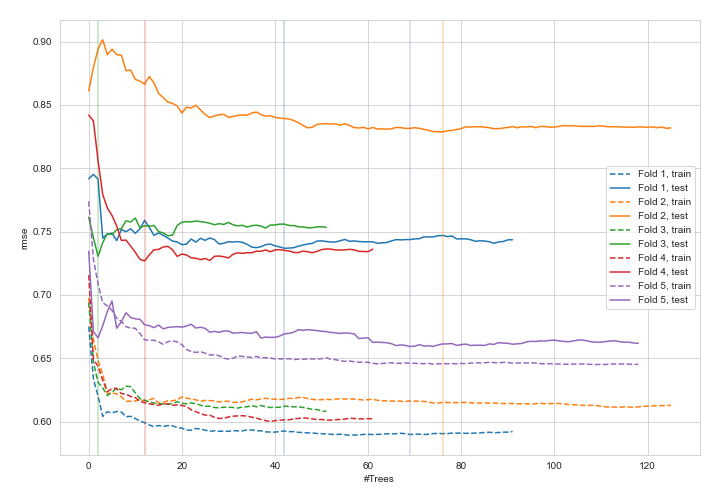 0.90
0.85
0.80
0.75
0.70
0.65
0.60
rmse
0 20 40 60 80 100 120
#Trees
Fold 1, train
Fold 1, test
Fold 2, train
Fold 2, test
Fold 3, train
Fold 3, test
Fold 4, train
Fold 4, test
Fold 5, train
Fold 5, test